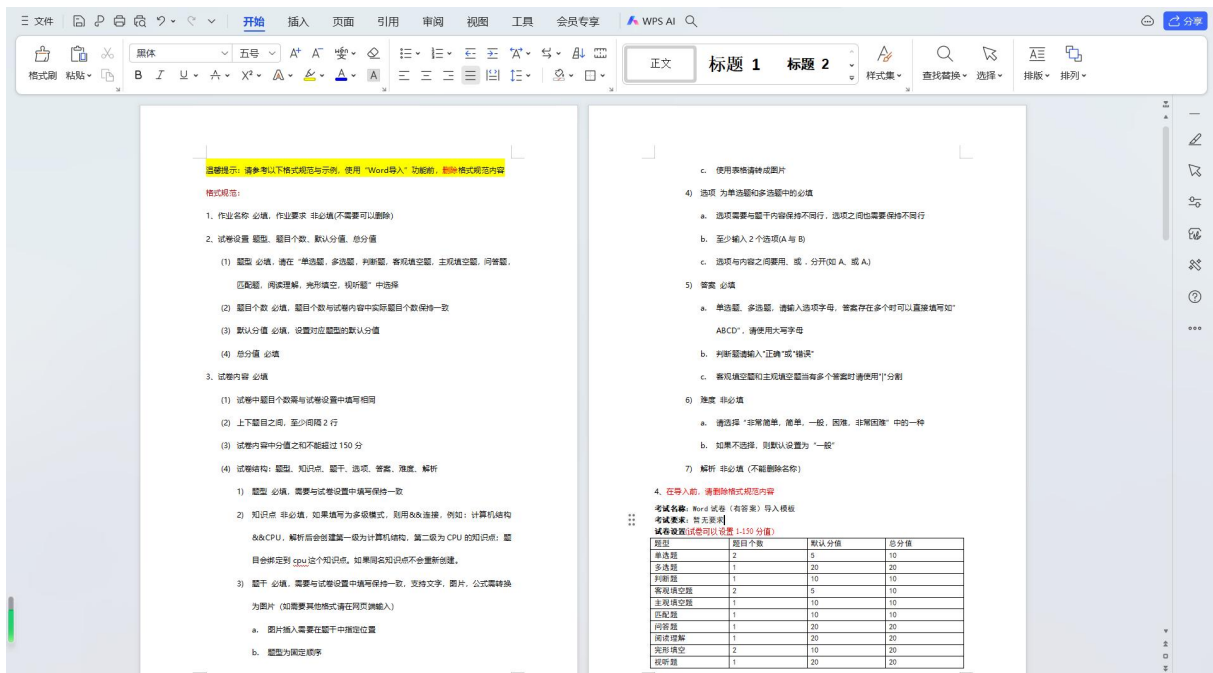 三 文件 开始 插入 页面 引用 审阅 视图 工具 会员专享 WPS AI 分享
格式刷 粘贴 黑体 五号 正文 标题 1 标题 2 样式集 查找替换 选择 排版 排列
温馨提示：请参考以下格式规范与示例，使用“Word导入”功能前，删除格式规范内容
格式规范：
1、作业名称 必填，作业要求 非必填(不需要可以删除)
2、试卷设置 题型、题目个数、默认分值、总分值
(1) 题型 必填，请在“单选题，多选题，判断题，客观填空题，主观填空题，问答题，
匹配题，阅读理解，完形填空，视听题”中选择
(2) 题目个数 必填，题目个数与试卷内容中实际题目个数保持一致
(3) 默认分值 必填，设置对应题型的默认分值
(4) 总分值 必填
3、试卷内容 必填
(1) 试卷中题目个数需与试卷设置中填写相同
(2) 上下题目之间，至少间隔 2 行
(3) 试卷内容中分值之和不能超过 150 分
(4) 试卷结构：题型、知识点、题干、选项、答案、难度、解析
1) 题型 必填，需要与试卷设置中填写保持一致
2) 知识点 非必填，如果填写为多级模式，则用&&连接，例如：计算机结构
&&CPU，解析后会创建第一级为计算机结构，第二级为 CPU 的知识点；题
目会绑定到 cpu 这个知识点。如果同名知识点不会重新创建。
3) 题干 必填，需要与试卷设置中填写保持一致，支持文字，图片，公式需转换
为图片（如需要其他格式请在网页端输入）
a. 图片插入需要在题干中指定位置
b. 题型为固定顺序
c. 使用表格请转成图片
4) 选项 为单选题和多选题中的必填
a. 选项需要与题干内容保持不同行，选项之间也需要保持不同行
b. 至少输入 2 个选项(A 与 B)
c. 选项与内容之间要用、或 . 分开(如 A、或 A.)
5) 答案 必填
a. 单选题、多选题，请输入选项字母，答案存在多个时可以直接填写如“
ABCD”，请使用大写字母
b. 判断题请输入"正确"或"错误"
c. 客观填空题和主观填空题当有多个答案时请使用"|"分割
6) 难度 非必填
a. 请选择“非常简单，简单，一般，困难，非常困难”中的一种
b. 如果不选择，则默认设置为“一般”
7) 解析 非必填（不能删除名称）
4、在导入前，请删除格式规范内容
考试名称：Word 试卷（有答案）导入模板
考试要求：暂无要求
试卷设置(试卷可以设置 1-150 分值)
题型 题目个数 默认分值 总分值
单选题 2 5 10
多选题 1 20 20
判断题 1 10 10
客观填空题 2 5 10
主观填空题 1 10 10
匹配题 1 10 10
问答题 1 20 20
阅读理解 1 20 20
完形填空 2 10 20
视听题 1 20 20